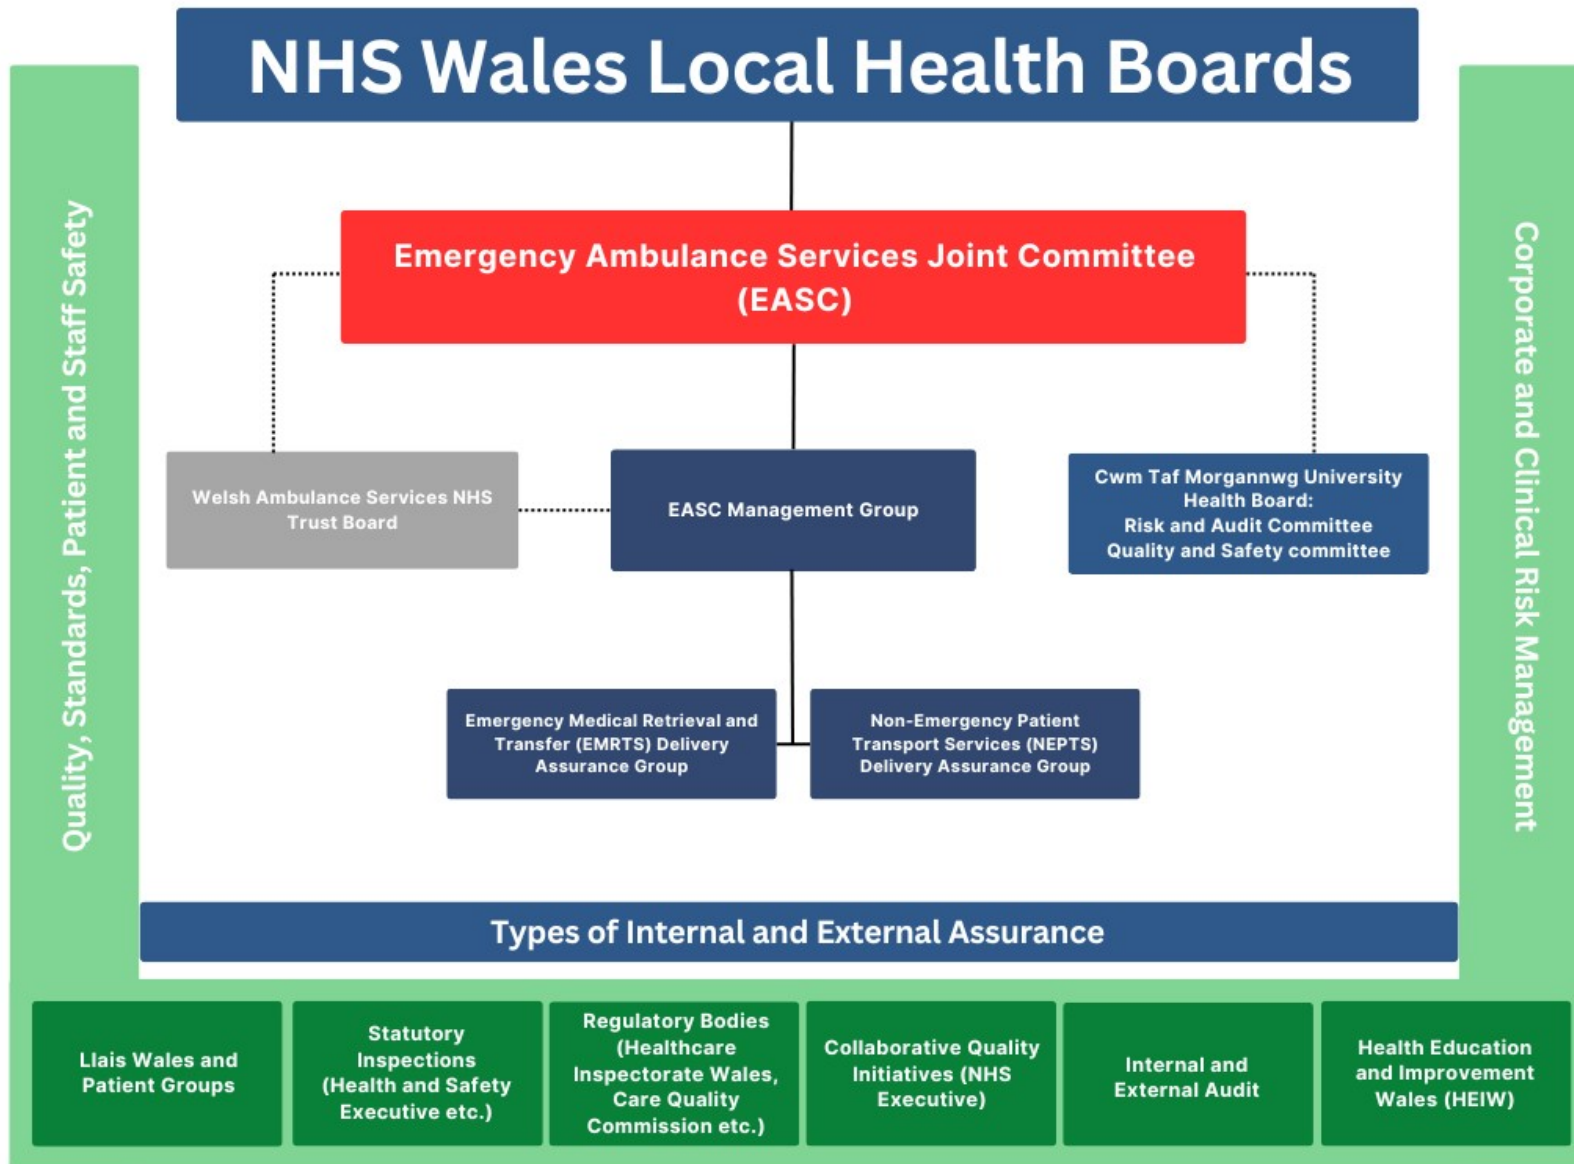 NHS Wales Local Health Boards
Quality, Standards, Patient and Staff Safety
Corporate and Clinical Risk Management
Emergency Ambulance Services Joint Committee
(EASC)
Welsh Ambulance Services NHS
Trust Board
EASC Management Group
Cwm Taf Morgannwg University
Health Board:
Risk and Audit Committee
Quality and Safety committee
Emergency Medical Retrieval and
Transfer (EMRTS) Delivery
Assurance Group
Non-Emergency Patient
Transport Services (NEPTS)
Delivery Assurance Group
Types of Internal and External Assurance
Llais Wales and
Patient Groups
Statutory
Inspections
(Health and Safety
Executive etc.)
Regulatory Bodies
(Healthcare
Inspectorate Wales,
Care Quality
Commission etc.)
Collaborative Quality
Initiatives (NHS
Executive)
Internal and
External Audit
Health Education
and Improvement
Wales (HEIW)